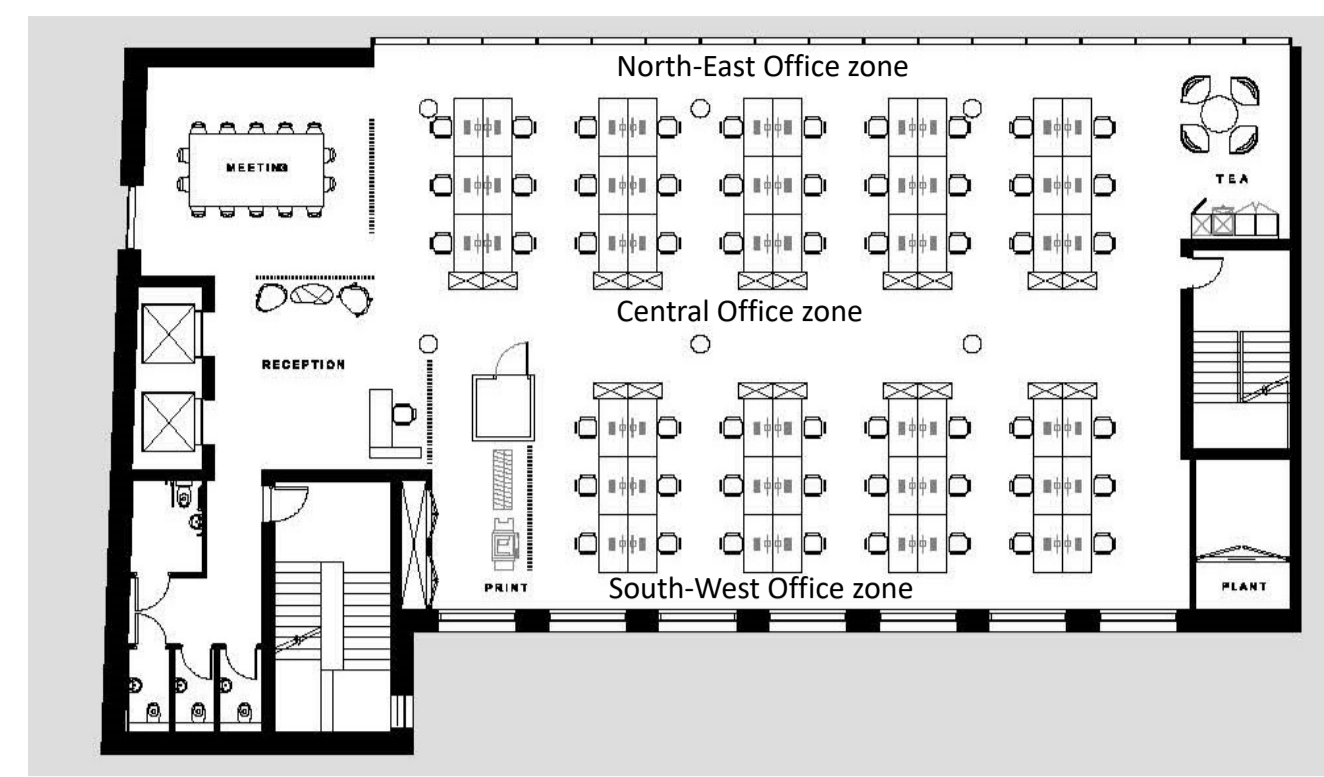 North-East Office zone
MEETING
TEA
Central Office zone
RECEPTION
PRINT
South-West Office zone
PLANT